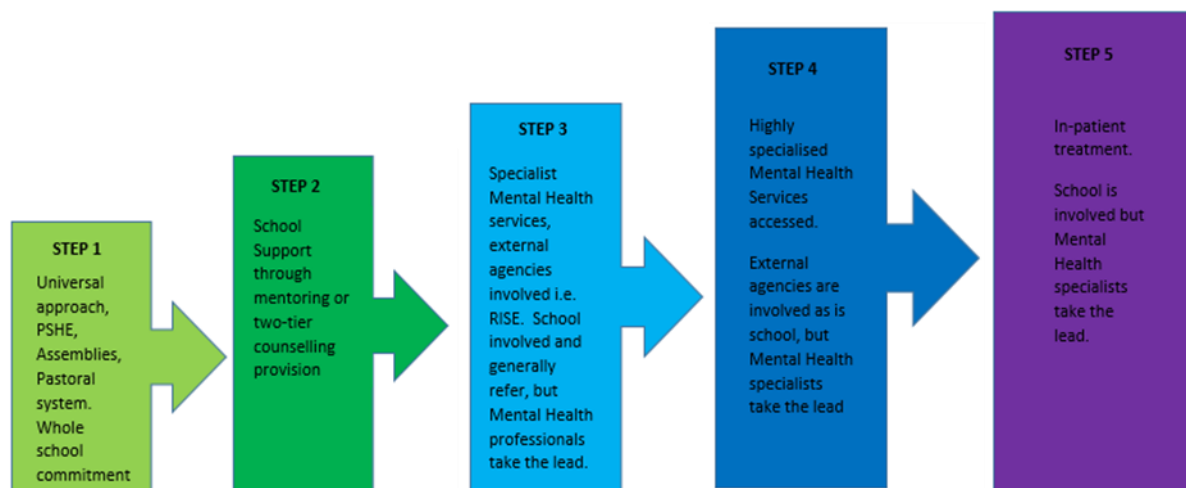 STEP 1
Universal
approach,
PSHE,
Assemblies,
Pastoral
system.
Whole
school
commitment
STEP 2
School
Support
through
mentoring or
two-tier
counselling
provision
STEP 3
Specialist
Mental Health
services,
external
agencies
involved i.e.
RISE.  School
involved and
generally
refer, but
Mental Health
professionals
take the lead.
STEP 4
Highly
specialised
Mental Health
Services
accessed.
External
agencies are
involved as is
school, but
Mental Health
specialists
take the lead
STEP 5
In-patient
treatment.
School is
involved but
Mental
Health
specialists
take the
lead.